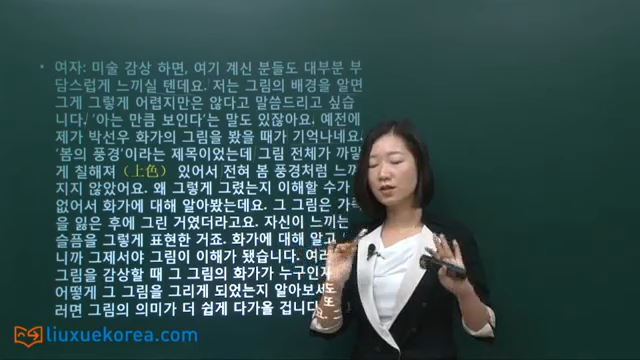 • 여자: 미술 감상 하면, 여기 계신 분들도 대부분 부
담스럽게 느끼실 텐데요. 저는 그림의 배경을 알면
그게 그렇게 어렵지만은 않다고 말씀드리고 싶습
니다. ‘아는 만큼 보인다’는 말도 있잖아요. 예전에
제가 박선우 화가의 그림을 봤을 때가 기억나네요.
‘봄의 풍경’이라는 제목이었는데 그림 전체가 까맣
게 칠해져 (上色) 있어서 전혀 봄 풍경처럼 느껴
지지 않았어요. 왜 그렇게 그렸는지 이해할 수가
없어서 화가에 대해 알아봤는데요. 그 그림은
을 잃은 후에 그린 거였더라고요. 자신이 느끼는
슬픔을 그렇게 표현한 거죠. 화가에 대해 알고
니까 그제서야 그림이 이해가 됐습니다.
그림을 감상할 때 그 그림의 화가가 누구인지
어떻게 그 그림을 그리게 되었는지 알아보세요
러면 그림의 의미가 더 쉽게 다가올 겁니다
liuxuekorea.com